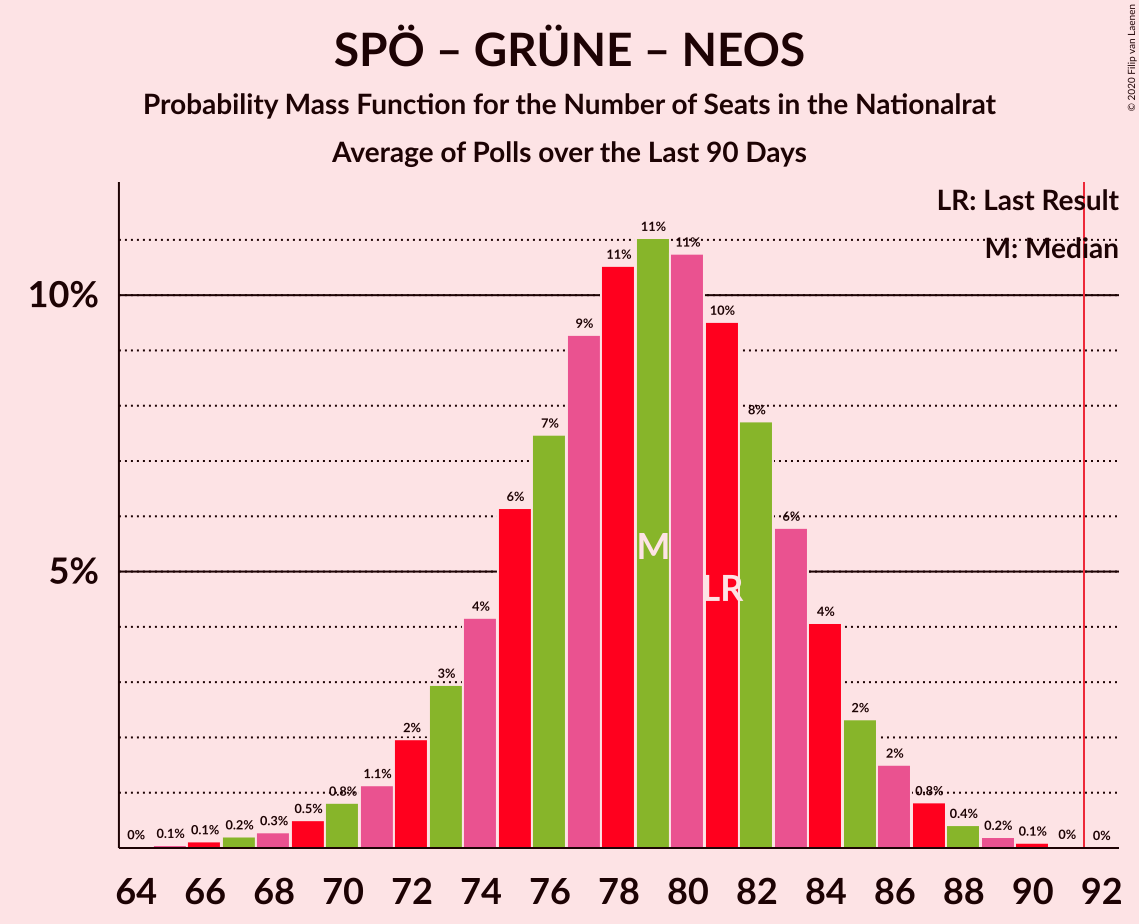 © 2020 Filip van Laenen
SPÖ – GRÜNE – NEOS
Probability Mass Function for the Number of Seats in the Nationalrat
Average of Polls over the Last 90 Days
LR: Last Result
M: Median
10%
5%
0% 0.1% 0.1% 0.2% 0.3% 0.5% 0.8% 1.1% 2% 3% 4% 6% 7% 9% 11% 11% 11% 10% 8% 6% 4% 2% 2% 0.8% 0.4% 0.2% 0.1% 0% 0%
M
LR
64 66 68 70 72 74 76 78 80 82 84 86 88 90 92